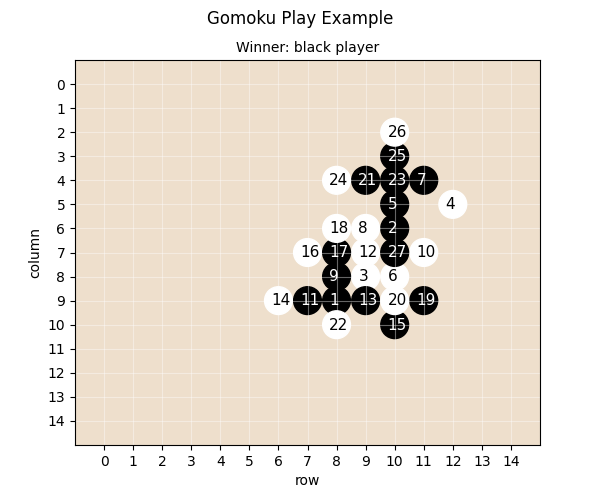 Gomoku Play Example
Winner: black player
0
1
2 26
3 25
4 24 21 23 7
5 5 4
6 18 8 2
column
7 16 17 12 27 10
8 9 3 6
9 14 11 1 13 20 19
10 22 15
11
12
13
14
0 1 2 3 4 5 6 7 8 9 10 11 12 13 14
row